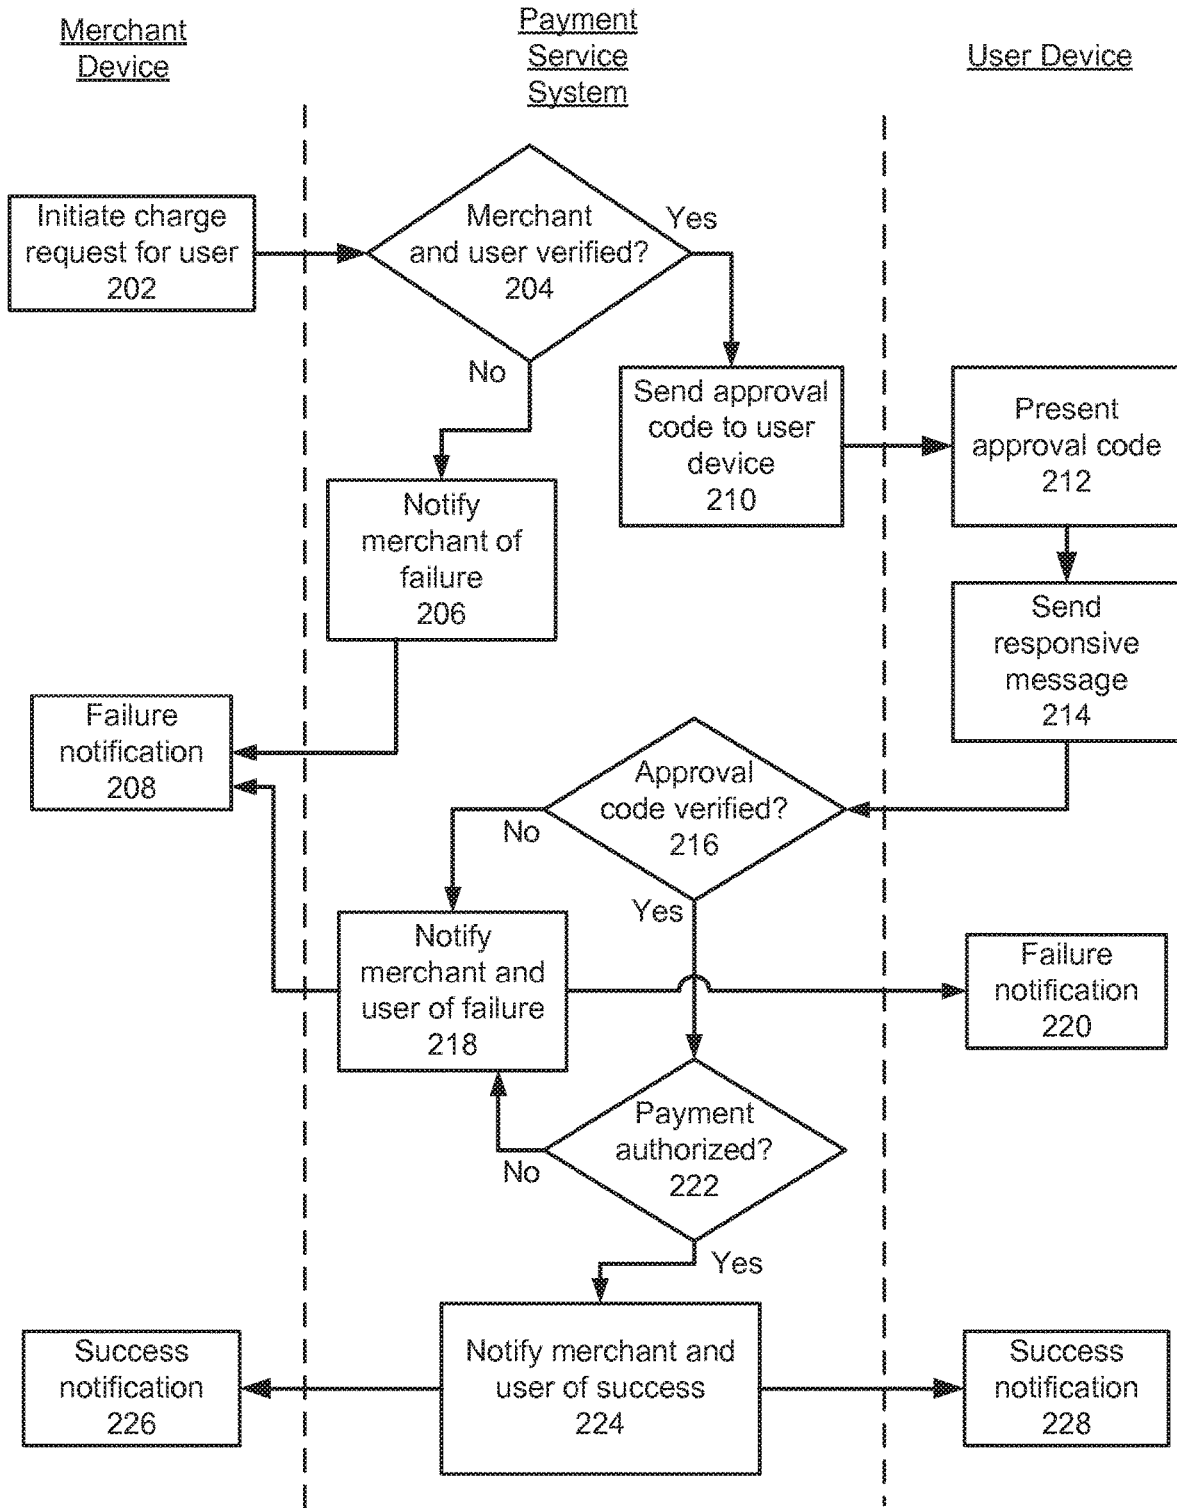 Merchant
Device
Payment
Service
System
User Device
Initiate charge
request for user
202
Merchant
and user verified?
204
Yes
No
Send approval
code to user
device
210
Present
approval code
212
Notify
merchant of
failure
206
Send
responsive
message
214
Failure
notification
208
Approval
code verified?
216
No
Yes
Notify
merchant and
user of failure
218
Failure
notification
220
Payment
authorized?
222
No
Yes
Success
notification
226
Notify merchant and
user of success
224
Success
notification
228